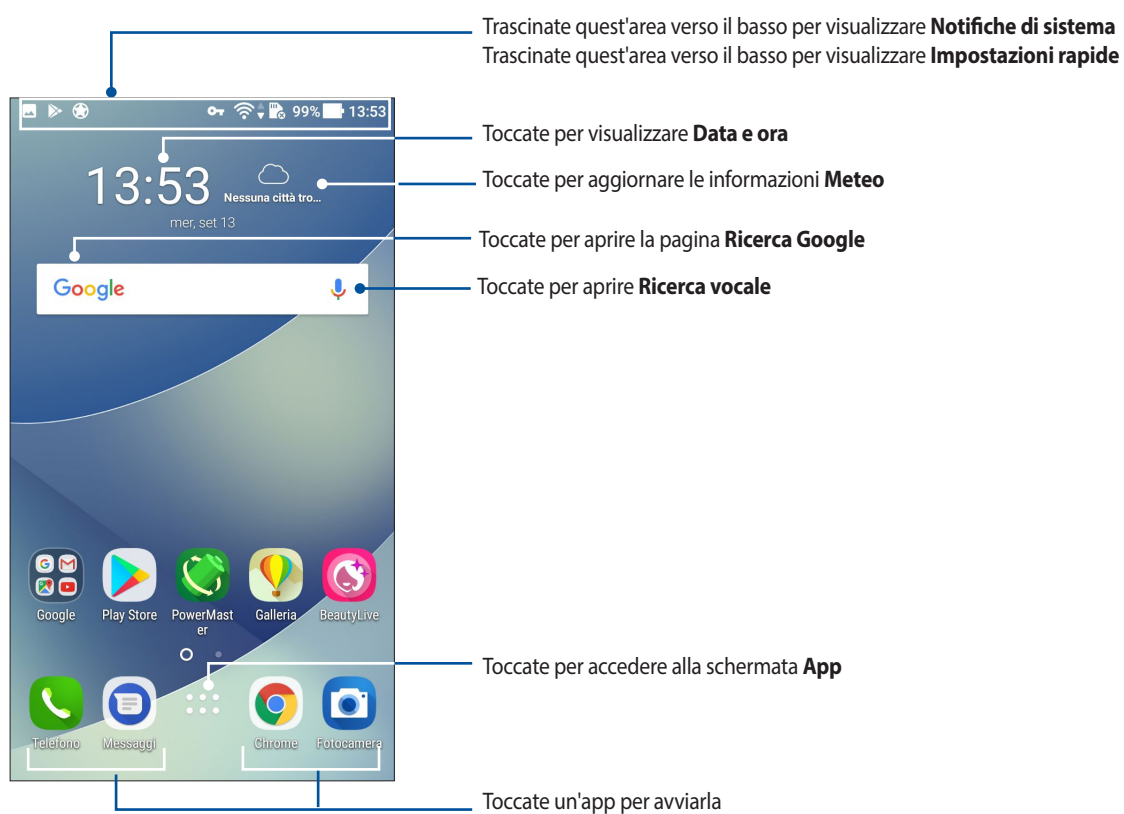 Trascinate quest'area verso il basso per visualizzare Notifiche di sistema
Trascinate quest'area verso il basso per visualizzare Impostazioni rapide
99% 13:53
Toccate per visualizzare Data e ora
13:53
Nessuna città tro...
mer, set 13
Toccate per aggiornare le informazioni Meteo
Toccate per aprire la pagina Ricerca Google
Google
Toccate per aprire Ricerca vocale
Google
Play Store
PowerMast
er
Galleria
BeautyLive
Toccate per accedere alla schermata App
Telefono
Messaggi
Chrome
Fotocamera
Toccate un'app per avviarla